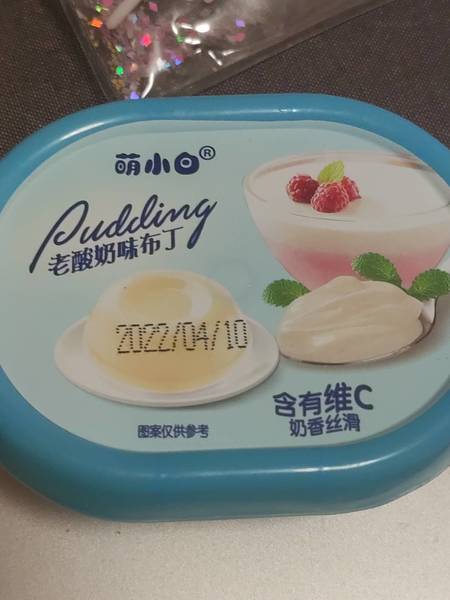 萌小白®
Pudding
老酸奶味布丁
2022/04/10
含有维C
奶香丝滑
图案仅供参考